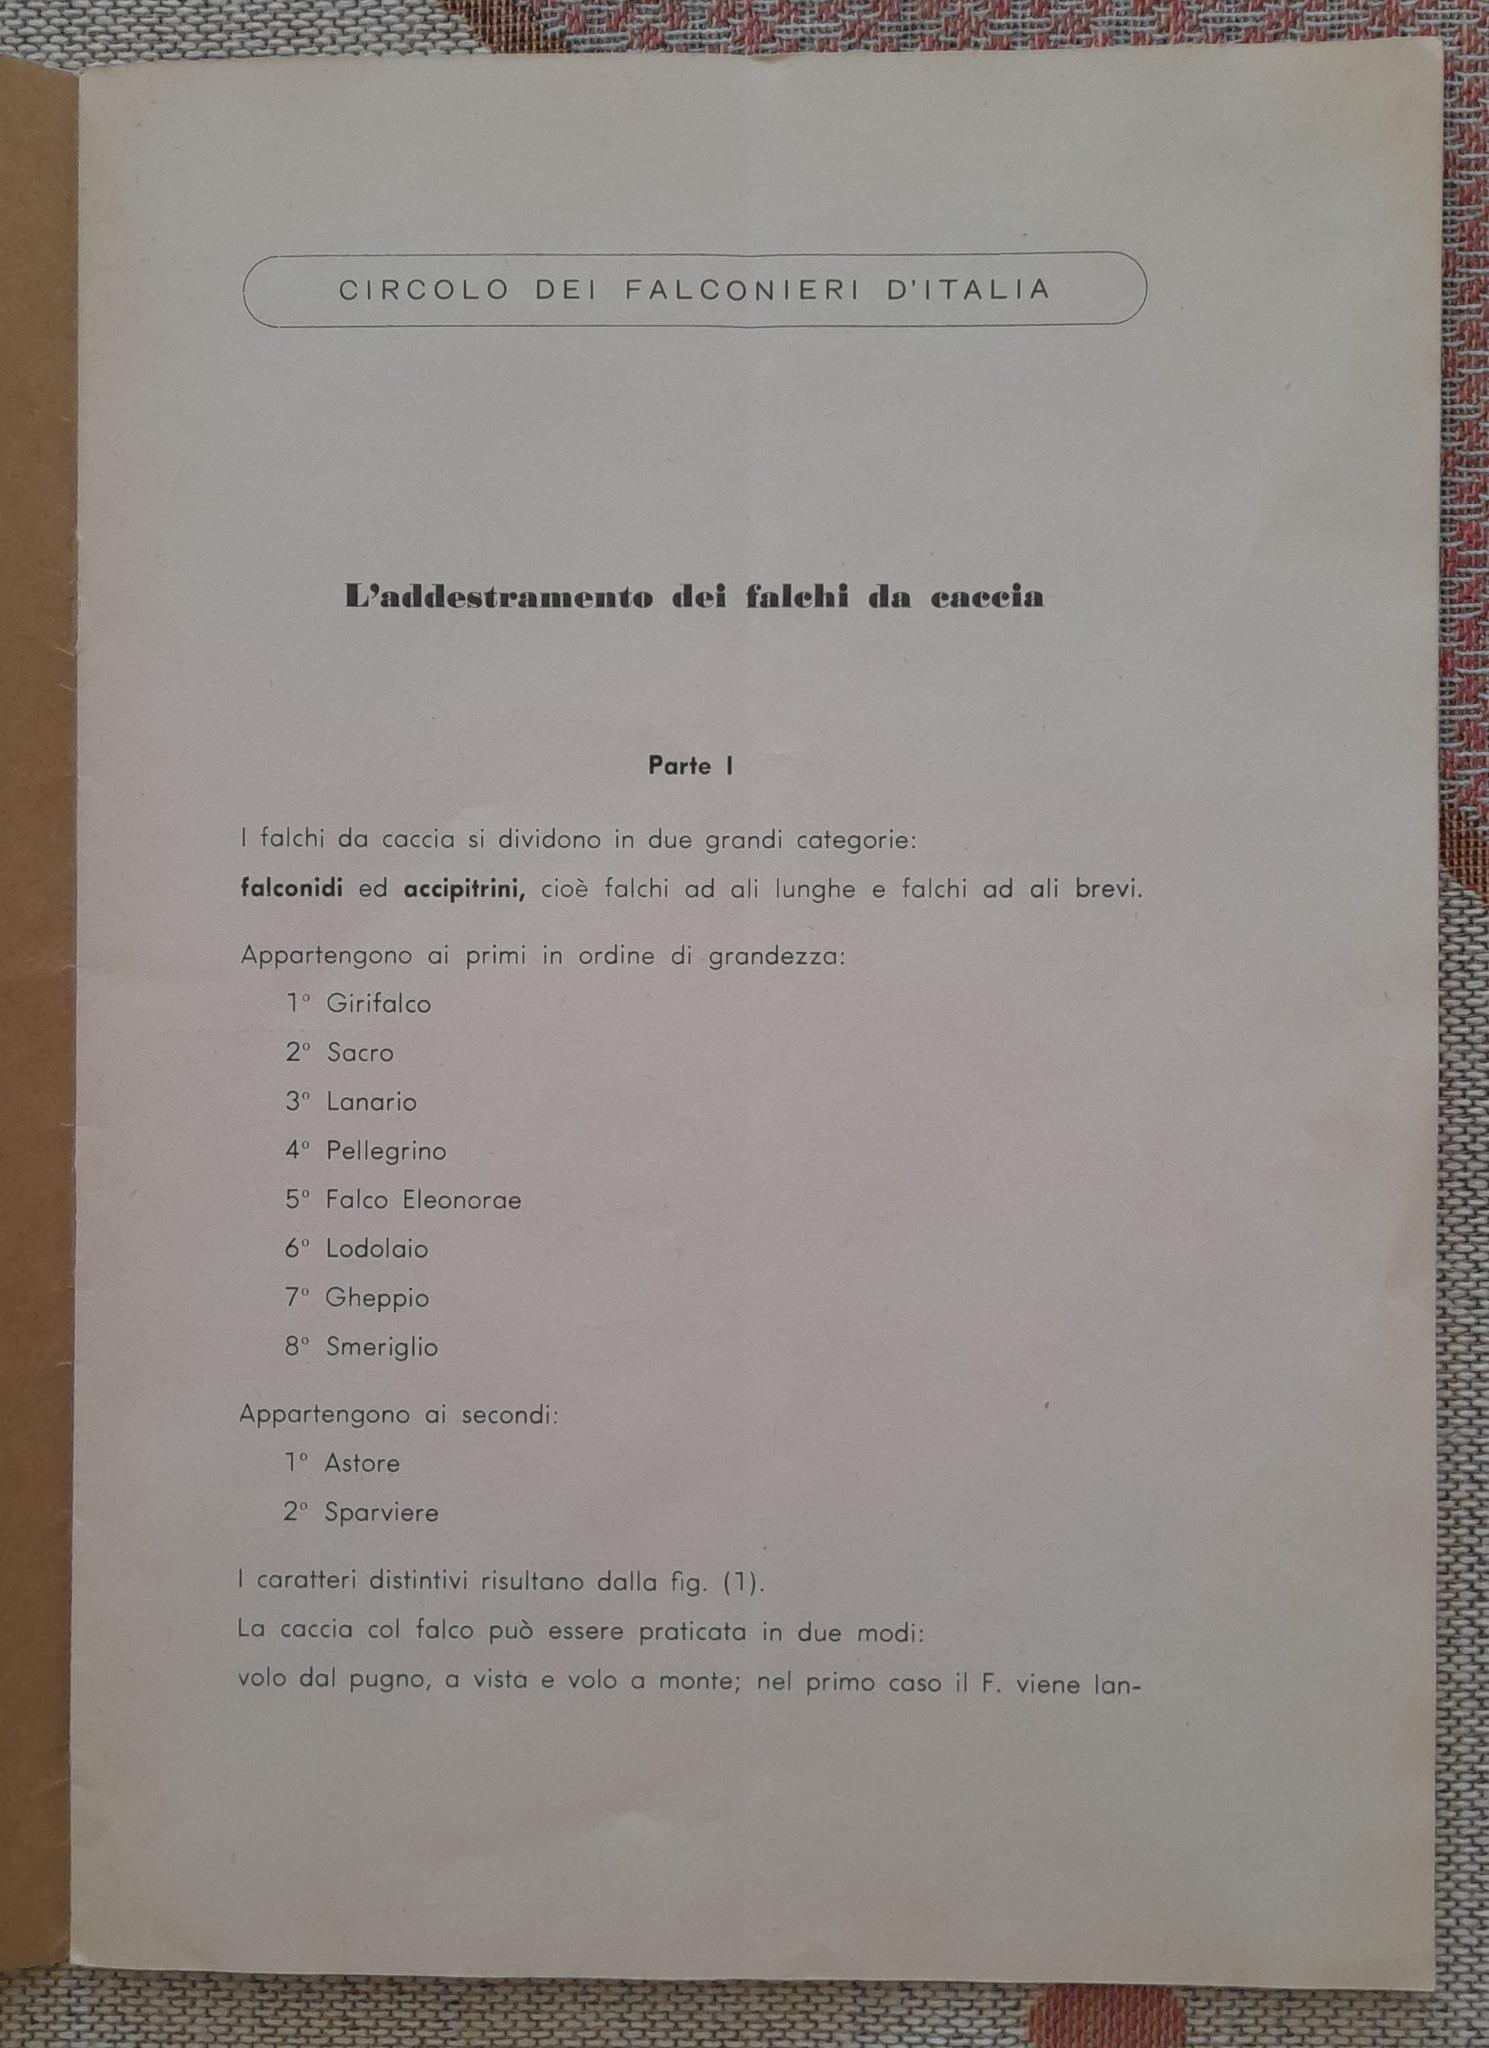 CIRCOLO DEI FALCONIERI D'ITALIA
L'addestramento dei falchi da caccia
Parte I
I falchi da caccia si dividono in due grandi categorie:
falconidi ed accipitrini, cioè falchi ad ali lunghe e falchi ad ali brevi.
Appartengono ai primi in ordine di grandezza:
1° Girifalco
2° Sacro
3° Lanario
4° Pellegrino
5° Falco Eleonorae
6° Lodolaio
7° Gheppio
8° Smeriglio
Appartengono ai secondi:
1° Astore
2° Sparviere
I caratteri distintivi risultano dalla fig. (1).
La caccia col falco può essere praticata in due modi:
volo dal pugno, a vista e volo a monte; nel primo caso il F. viene lan-